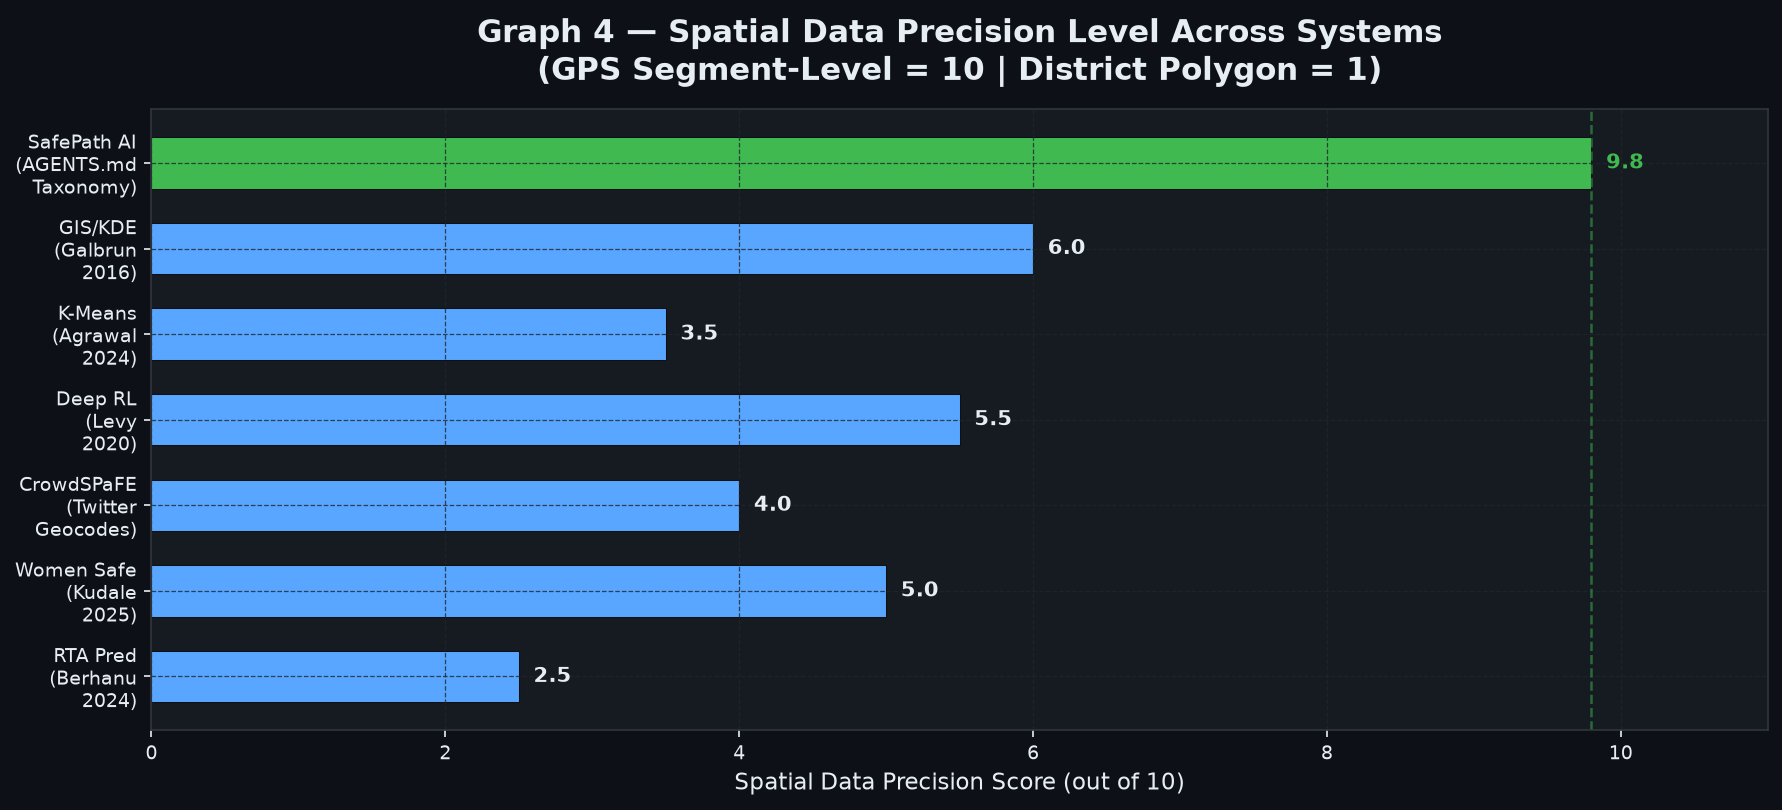 Graph 4 — Spatial Data Precision Level Across Systems
(GPS Segment-Level = 10 | District Polygon = 1)
SafePath AI
(AGENTS.md
Taxonomy)
9.8
GIS/KDE
(Galbrun
2016)
6.0
K-Means
(Agrawal
2024)
3.5
Deep RL
(Levy
2020)
5.5
CrowdSPaFE
(Twitter
Geocodes)
4.0
Women Safe
(Kudale
2025)
5.0
RTA Pred
(Berhanu
2024)
2.5
0 2 4 6 8 10
Spatial Data Precision Score (out of 10)